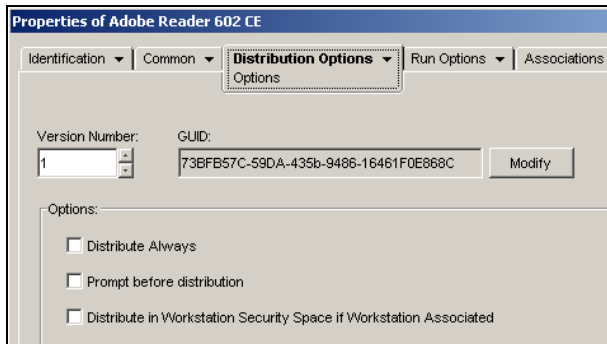 Properties of Adobe Reader 602 CE
Identification Common Distribution Options Run Options Associations
Options
Version Number: GUID:
1 73BFB57C-59DA-435b-9486-16461F0E868C Modify
Options:
Distribute Always
Prompt before distribution
Distribute in Workstation Security Space if Workstation Associated